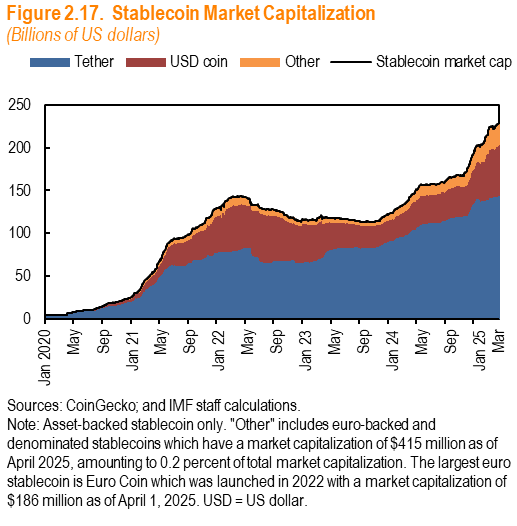 Figure 2.17. Stablecoin Market Capitalization
(Billions of US dollars)
Tether USD coin Other Stablecoin market cap
250
200
150
100
50
0
Jan 2020 May Sep Jan 21 May Sep Jan 22 May Sep Jan 23 May Sep Jan 24 May Sep Jan 25 Mar
Sources: CoinGecko; and IMF staff calculations.
Note: Asset-backed stablecoin only. "Other" includes euro-backed and
denominated stablecoins which have a market capitalization of $415 million as of
April 2025, amounting to 0.2 percent of total market capitalization. The largest euro
stablecoin is Euro Coin which was launched in 2022 with a market capitalization of
$186 million as of April 1, 2025. USD = US dollar.